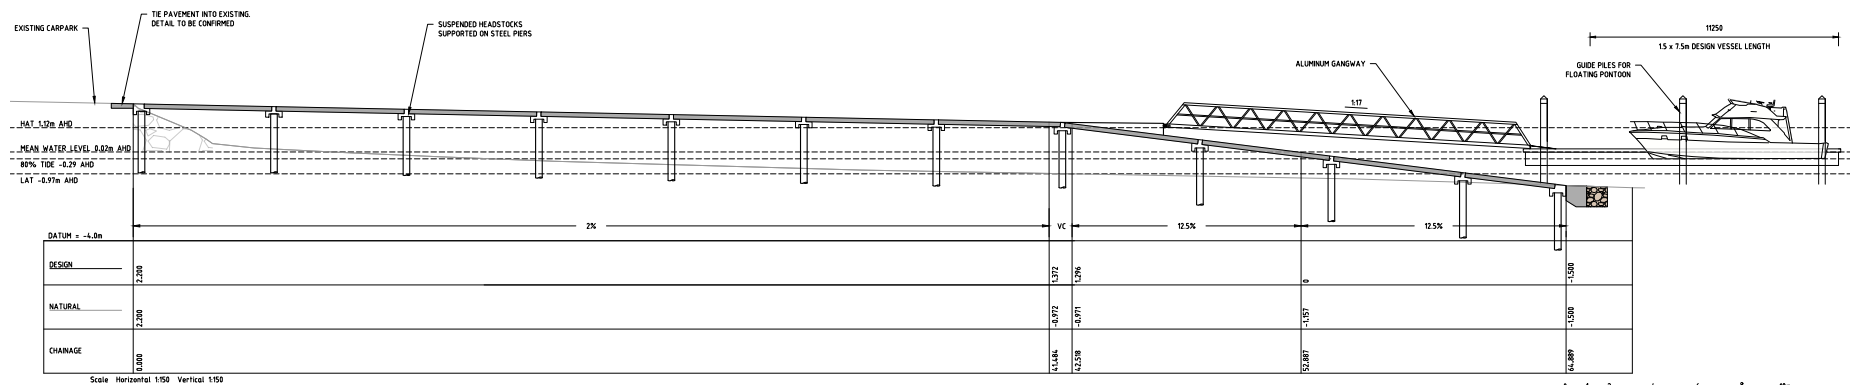 TIE PAVEMENT INTO EXISTING.
DETAIL TO BE CONFIRMED
EXISTING CARPARK
SUSPENDED HEADSTOCKS
SUPPORTED ON STEEL PIERS
11250
1.5 x 7.5m DESIGN VESSEL LENGTH
ALUMINUM GANGWAY
GUIDE PILES FOR
FLOATING PONTOON
1:17
HAT 1.12m AHD
MEAN WATER LEVEL 0.02m AHD
80% TIDE -0.29 AHD
LAT -0.97m AHD
2%
VC
12.5%
12.5%
DATUM = -4.0m
DESIGN
2.200
1.372
1.296
0
-1.500
NATURAL
2.200
-0.972
-0.971
-1.157
-1.500
CHAINAGE
0.000
41.484
42.518
52.887
64.889
Scale Horizontal 1:150 Vertical 1:150